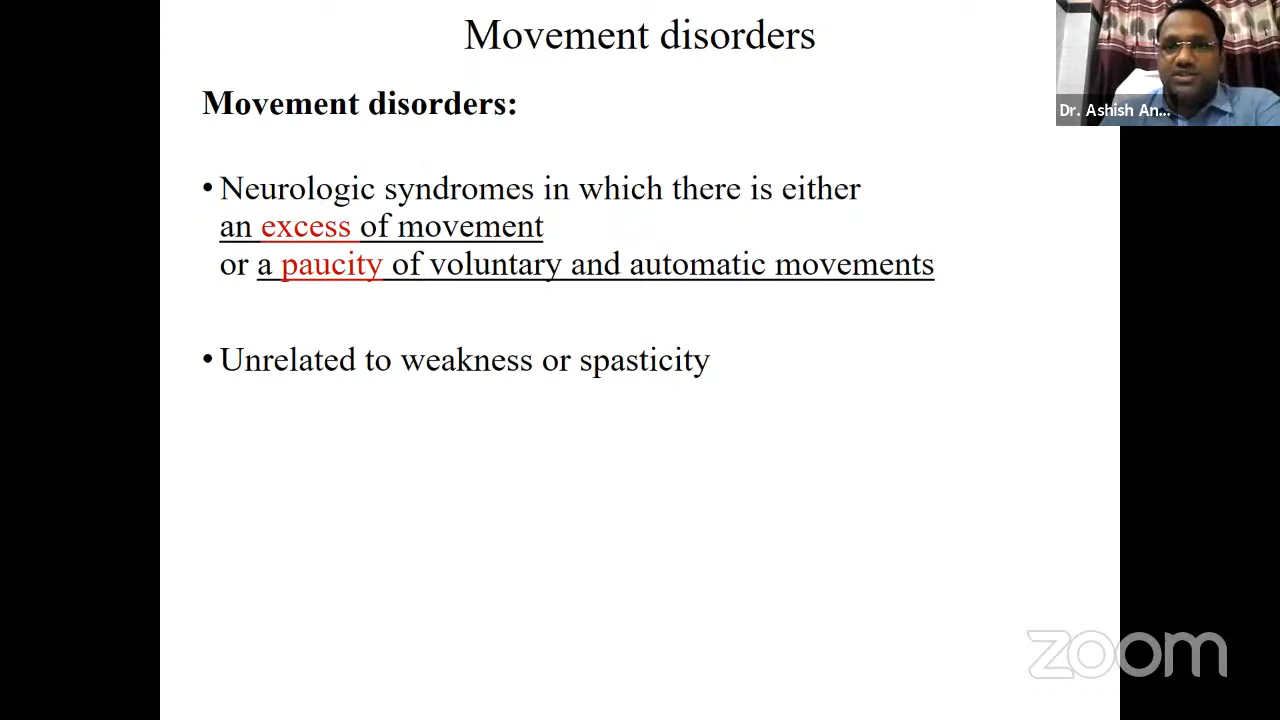 Movement disorders
Movement disorders:
• Neurologic syndromes in which there is either
an excess of movement
or a paucity of voluntary and automatic movements
• Unrelated to weakness or spasticity
Dr. Ashish An...
zoom